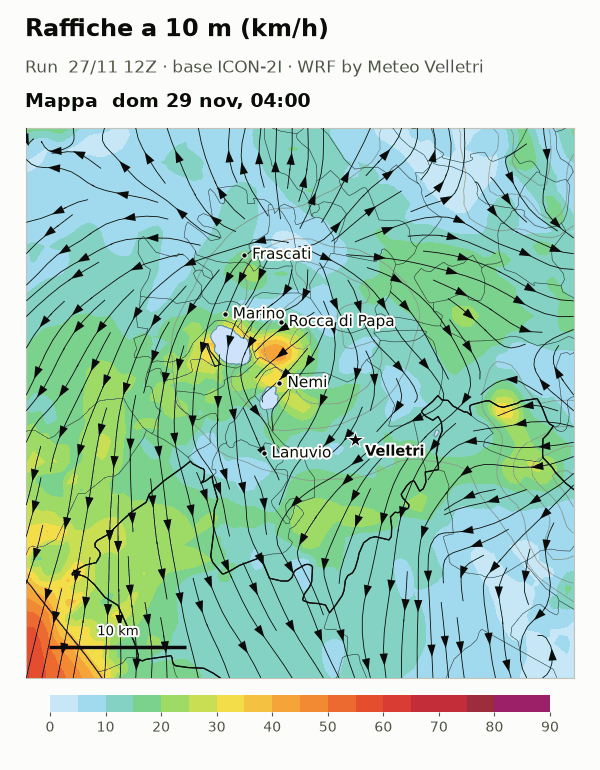 Raffiche a 10 m (km/h)
Run  27/11 12Z · base ICON-2I · WRF by Meteo Velletri
Mappa  dom 29 nov, 04:00
Frascati
Marino
Rocca di Papa
Nemi
Lanuvio
Velletri
10 km
0 10 20 30 40 50 60 70 80 90